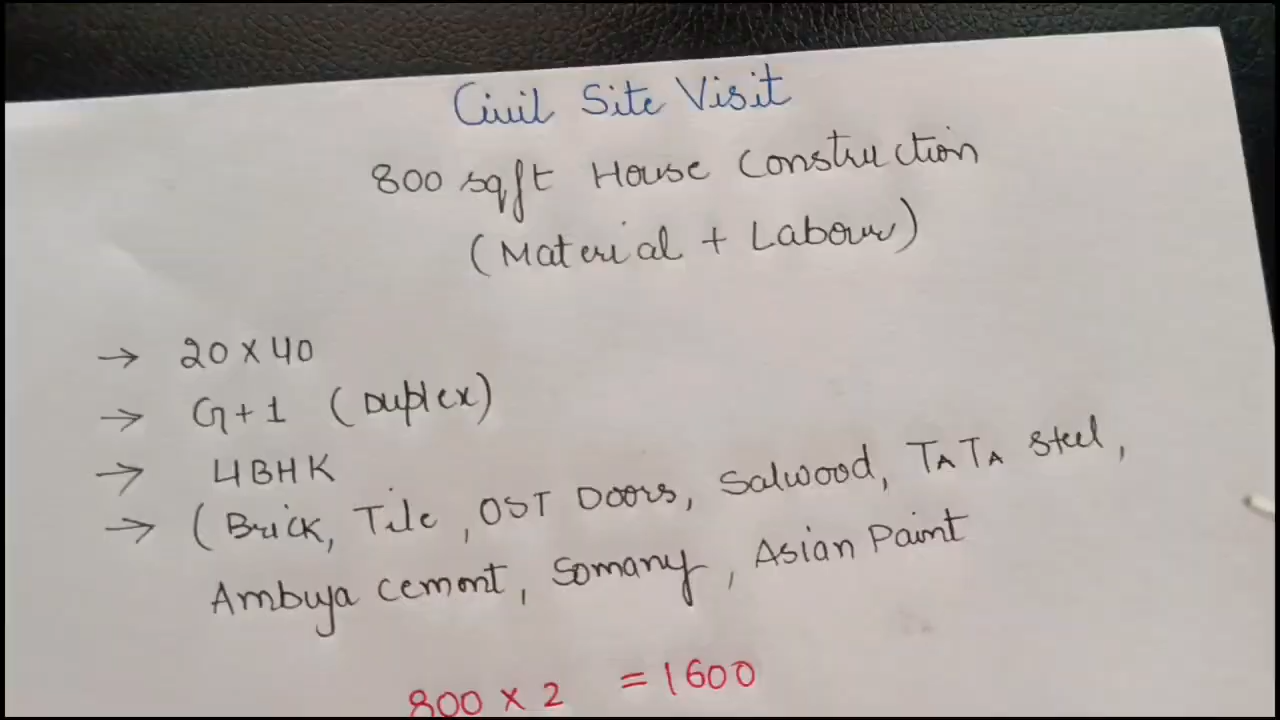 Civil Site Visit
800 sqft House Construction
(Material + Labour)
→ 20 x 40
→ G+1 (Duplex)
→ 4BHK
→ (Brick, Tile, OST Doors, Salwood, TATA steel,
Ambuja cement, Somany, Asian Paint
800 x 2 = 1600